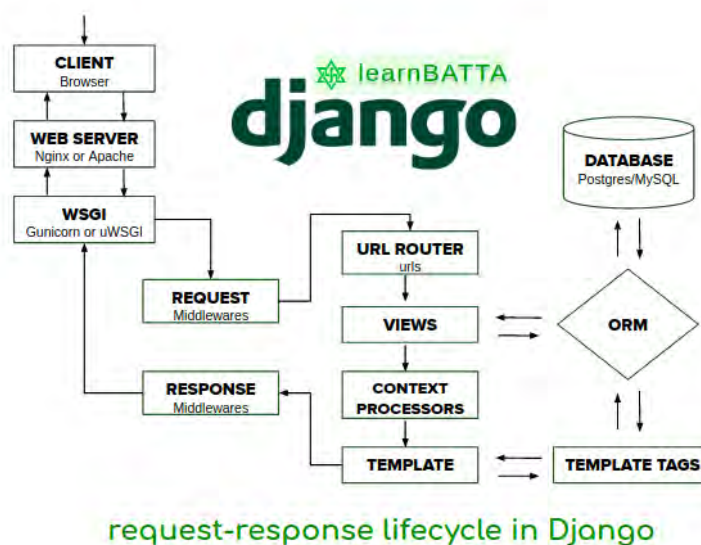 CLIENT
Browser
learnBATTA
django
WEB SERVER
Nginx or Apache
DATABASE
Postgres/MySQL
WSGI
Gunicorn or uWSGI
URL ROUTER
urls
REQUEST
Middlewares
VIEWS
ORM
RESPONSE
Middlewares
CONTEXT
PROCESSORS
TEMPLATE
TEMPLATE TAGS
request-response lifecycle in Django